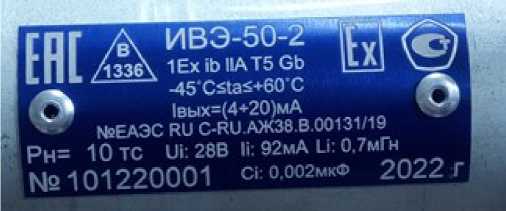 EAC
В
1336
ИВЭ-50-2
Ex
1Ex ib IIA T5 Gb
-45°C≤ta≤+60°C
Iвых=(4+20)мА
№ЕАЭС RU C-RU.АЖ38.В.00131/19
Рн= 10 тс Ui: 28В Ii: 92мА Li: 0,7мГн
№ 101220001 Ci: 0,002мкФ 2022 г